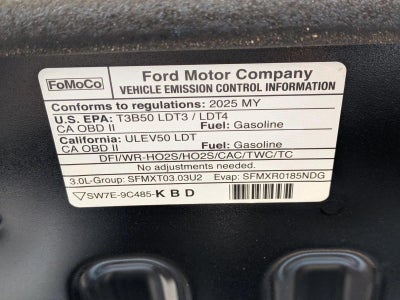 FoMoCo
Ford Motor Company
VEHICLE EMISSION CONTROL INFORMATION
Conforms to regulations: 2025 MY
U.S. EPA: T3B50 LDT3 / LDT4
CA OBD II Fuel: Gasoline
California: ULEV50 LDT
CA OBD II Fuel: Gasoline
DFI/WR-HO2S/HO2S/CAC/TWC/TC
No adjustments needed.
3.0L-Group: SFMXT03.03U2 Evap: SFMXR0185NDG
SW7E-9C485-KBD